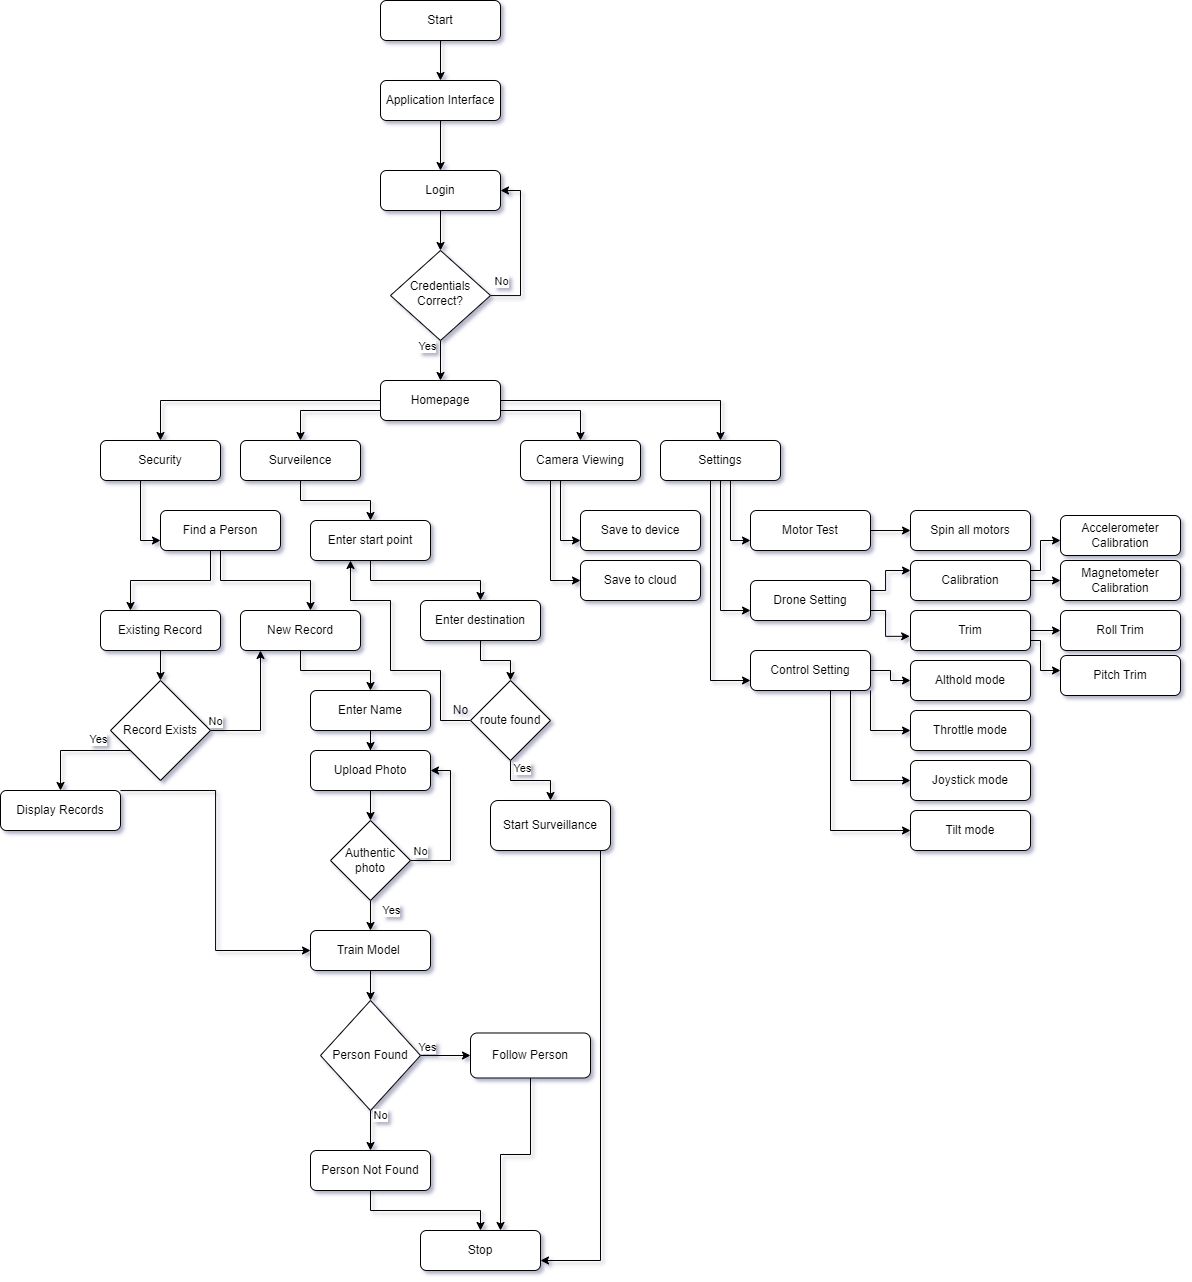 Start
Application Interface
Login
Credentials
Correct?
No
Yes
Homepage
Security
Surveilence
Camera Viewing
Settings
Find a Person
Enter start point
Save to device
Save to cloud
Motor Test
Spin all motors
Accelerometer
Calibration
Drone Setting
Calibration
Magnetometer
Calibration
Trim
Roll Trim
Pitch Trim
Control Setting
Althold mode
Throttle mode
Joystick mode
Tilt mode
Existing Record
New Record
Enter destination
Record Exists
No
Yes
Display Records
Enter Name
Upload Photo
No
route found
Yes
Start Surveillance
Authentic
photo
No
Yes
Train Model
Person Found
Yes
Follow Person
No
Person Not Found
Stop